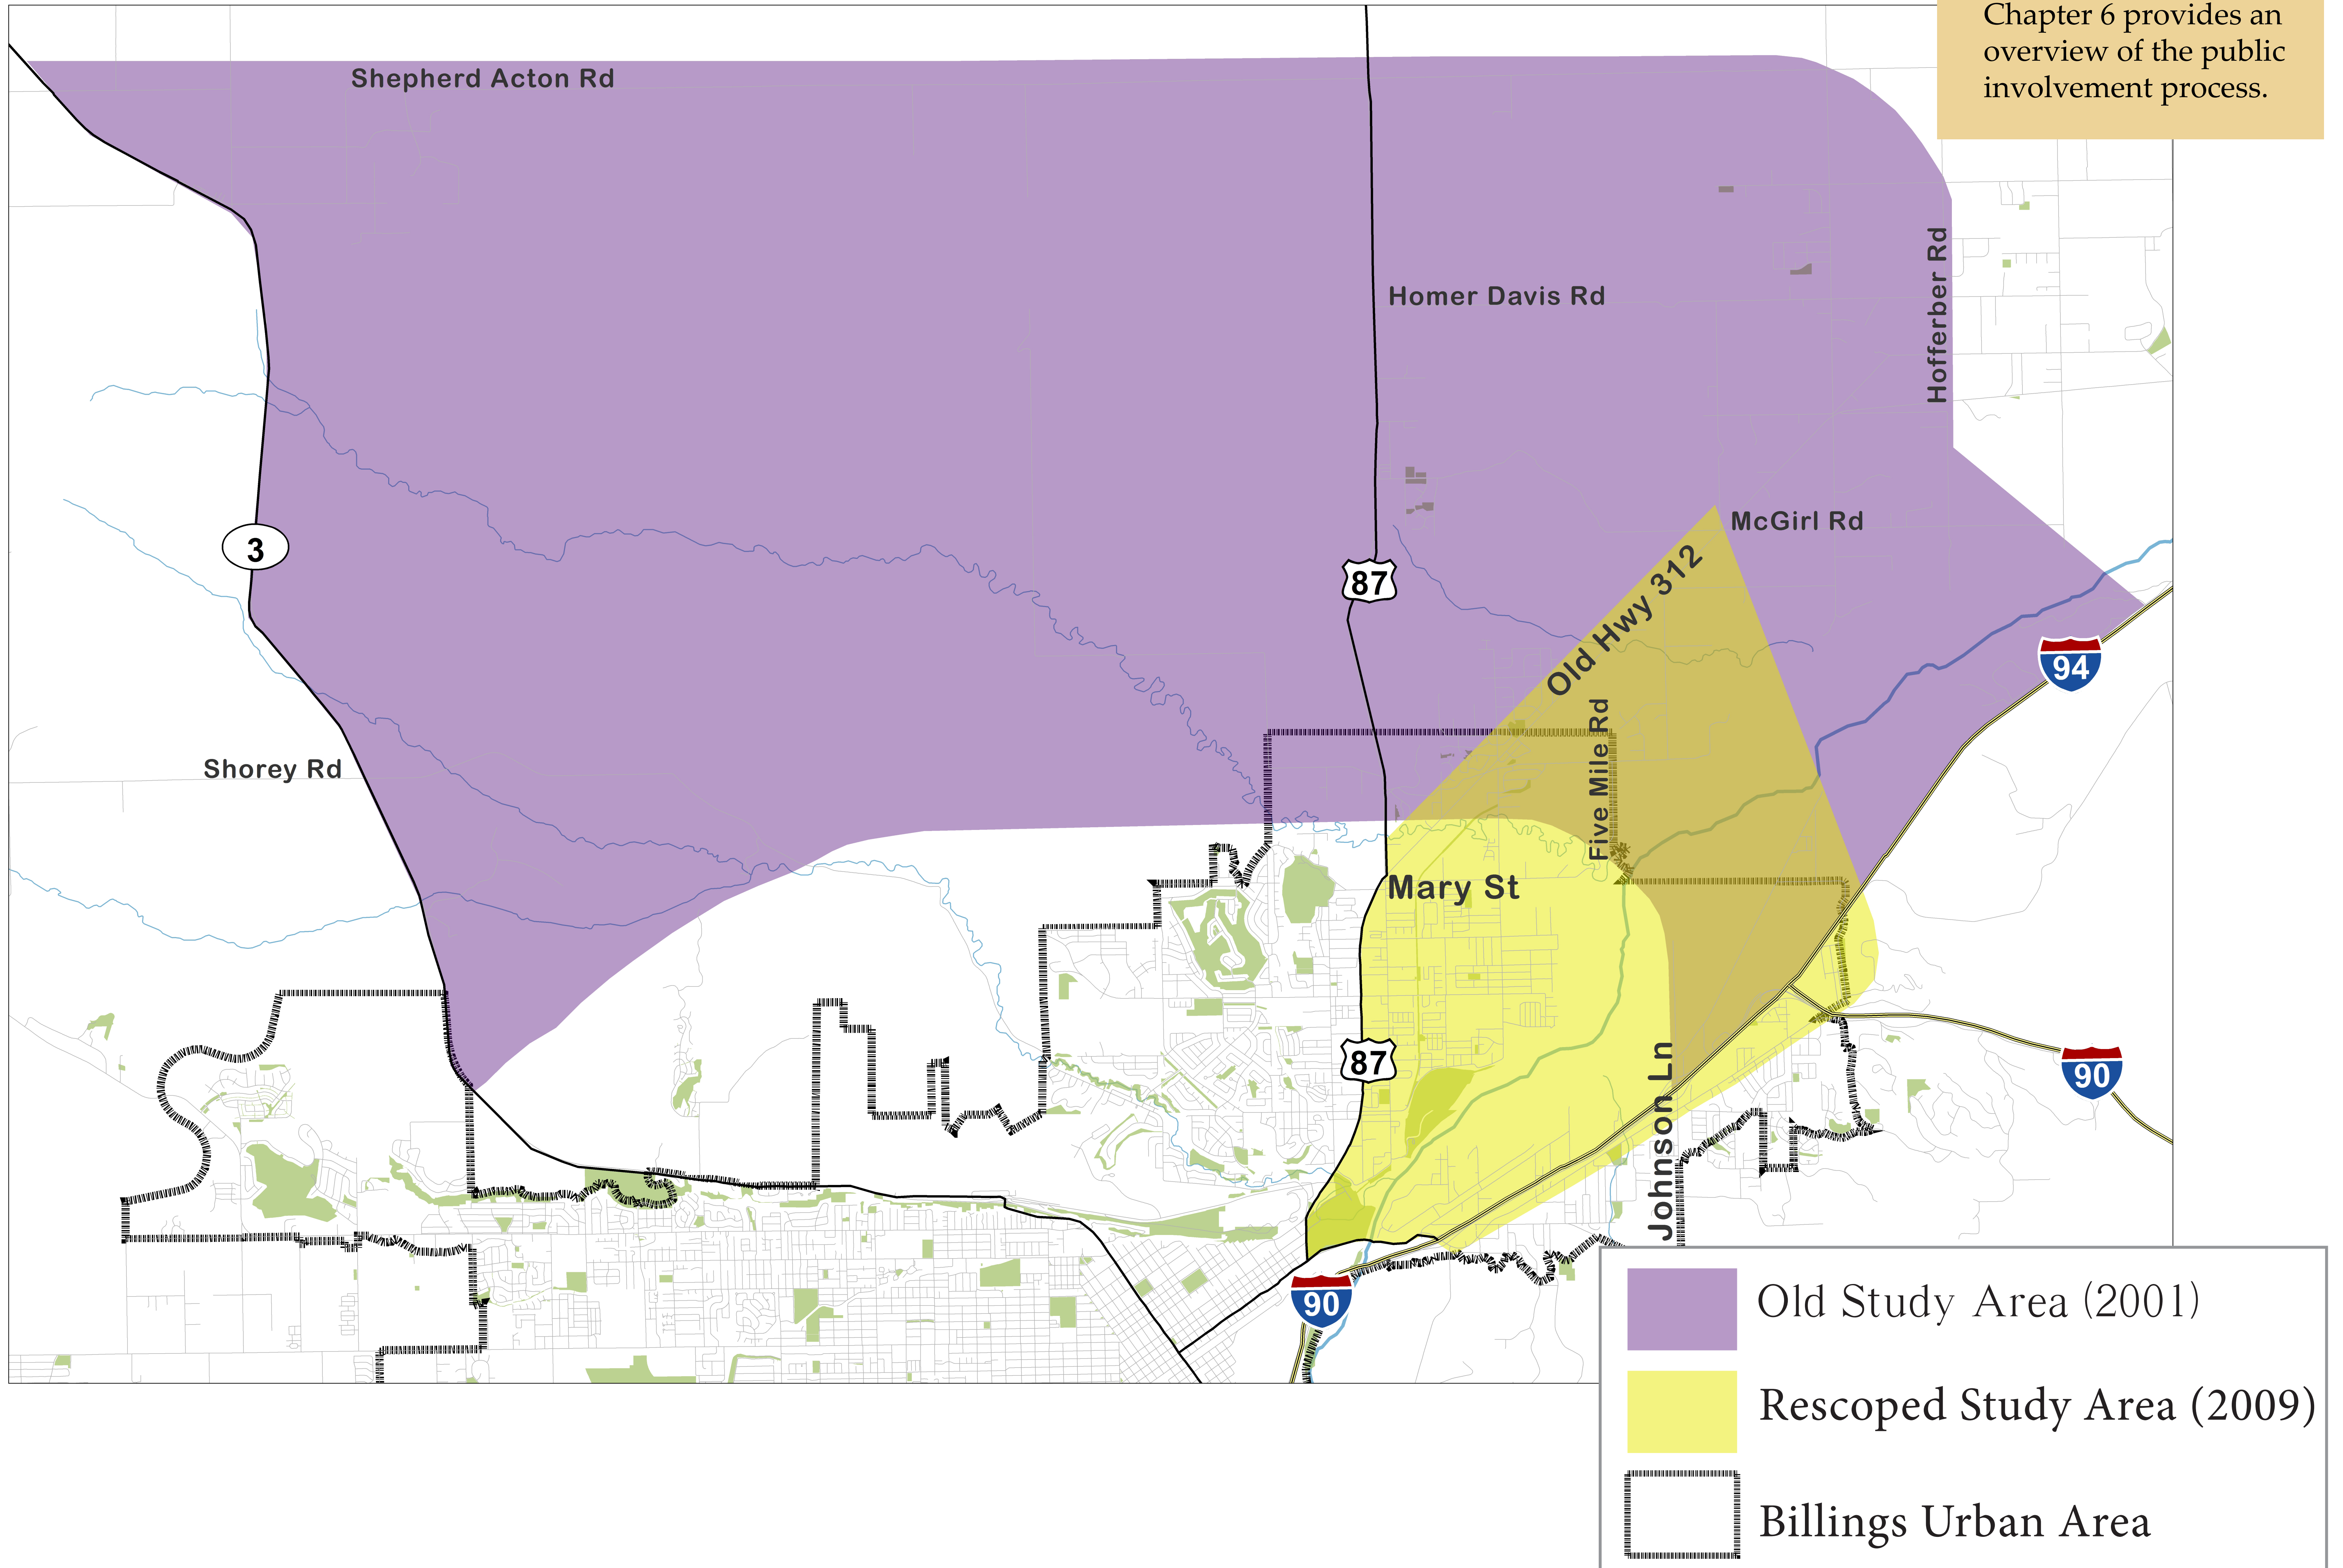 Chapter 6 provides an
overview of the public
involvement process.
Shepherd Acton Rd
Homer Davis Rd
Hofferber Rd
McGirl Rd
3
87
Old Hwy 312
94
Five Mile Rd
Shorey Rd
Mary St
87
90
Johnson Ln
90
Old Study Area (2001)
Rescoped Study Area (2009)
Billings Urban Area